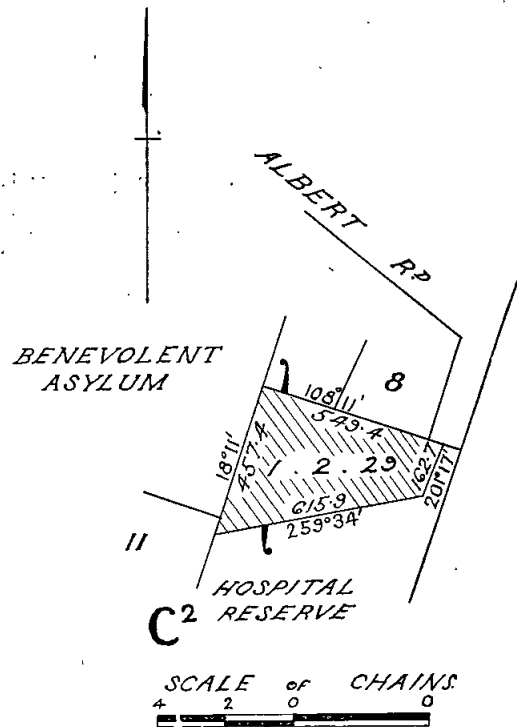 ALBERT RD
BENEVOLENT
ASYLUM
8
108°11'
549.4
18°11'
457.4
1.2.29
162.7
201°17'
615.9
259°34'
11
HOSPITAL
RESERVE
C2
SCALE OF CHAINS
4 2 0 0